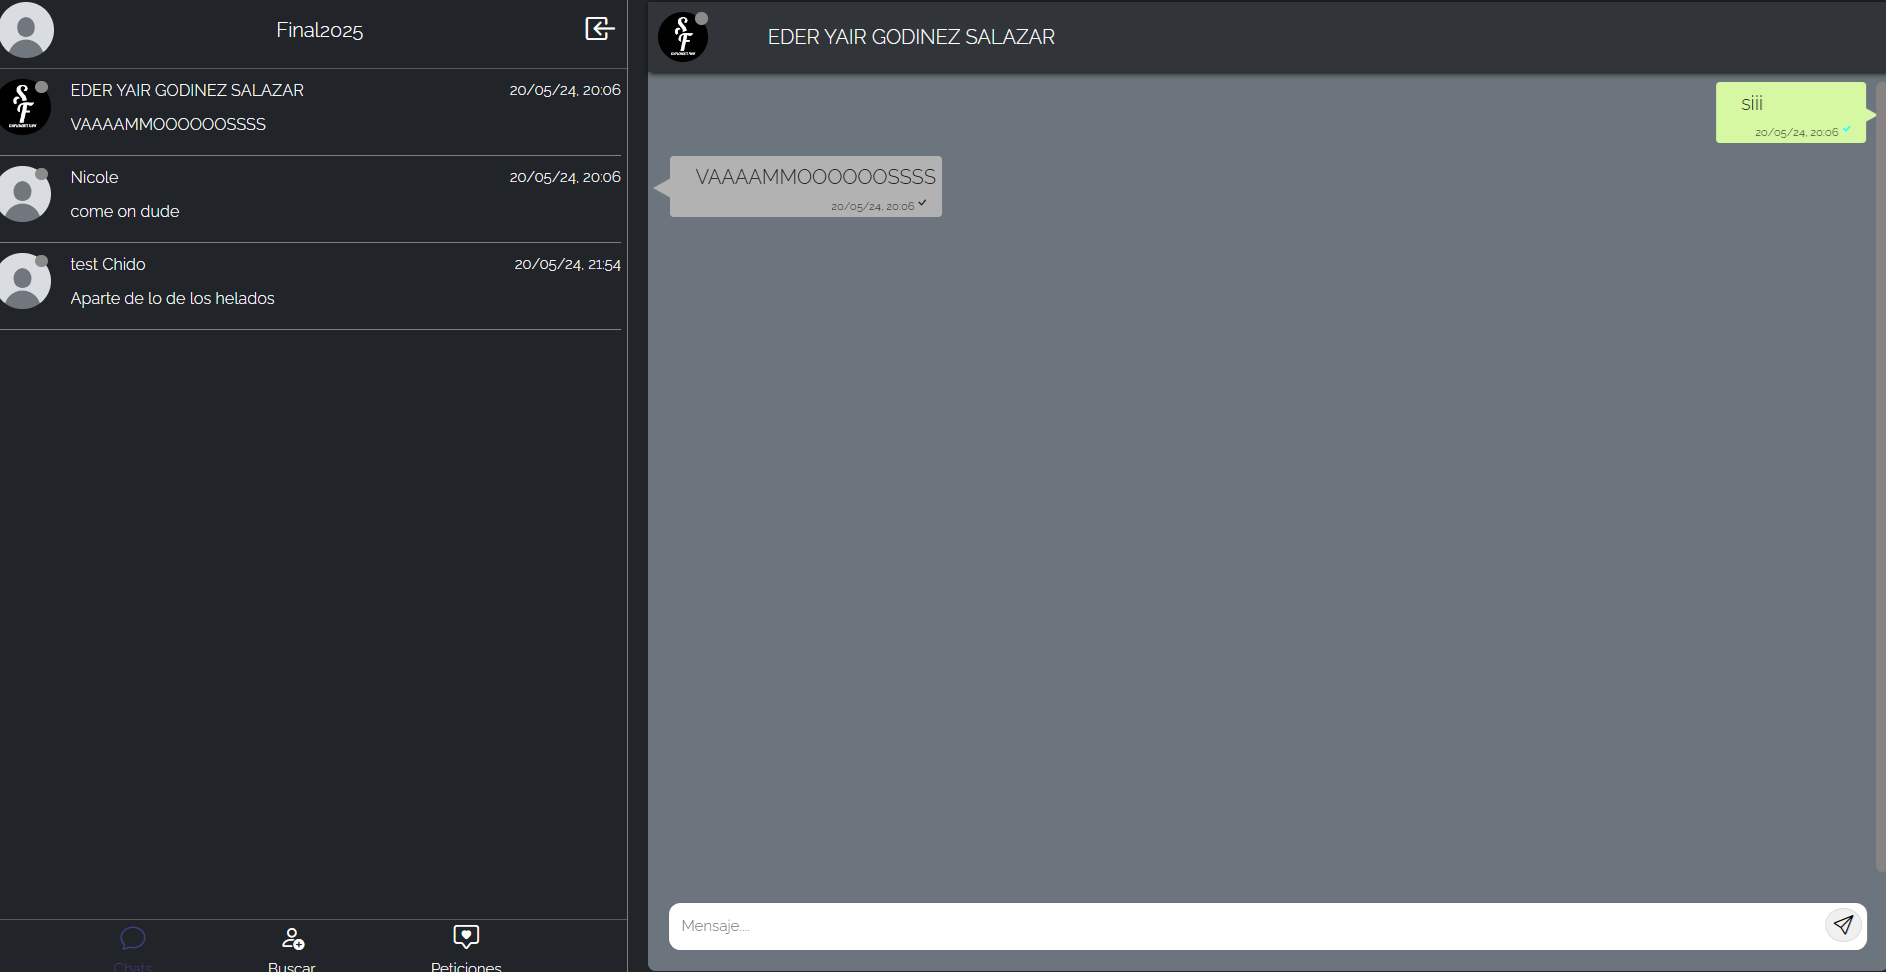 Final2025
EDER YAIR GODINEZ SALAZAR
20/05/24, 20:06
VAAAAMMOOOOOOSSSS
Nicole
20/05/24, 20:06
come on dude
test Chido
20/05/24, 21:54
Aparte de lo de los helados
Chats
Buscar
Peticiones
SF
EDER YAIR GODINEZ SALAZAR
siii
20/05/24, 20:06
VAAAAMMOOOOOOSSSS
20/05/24, 20:06
Mensaje....